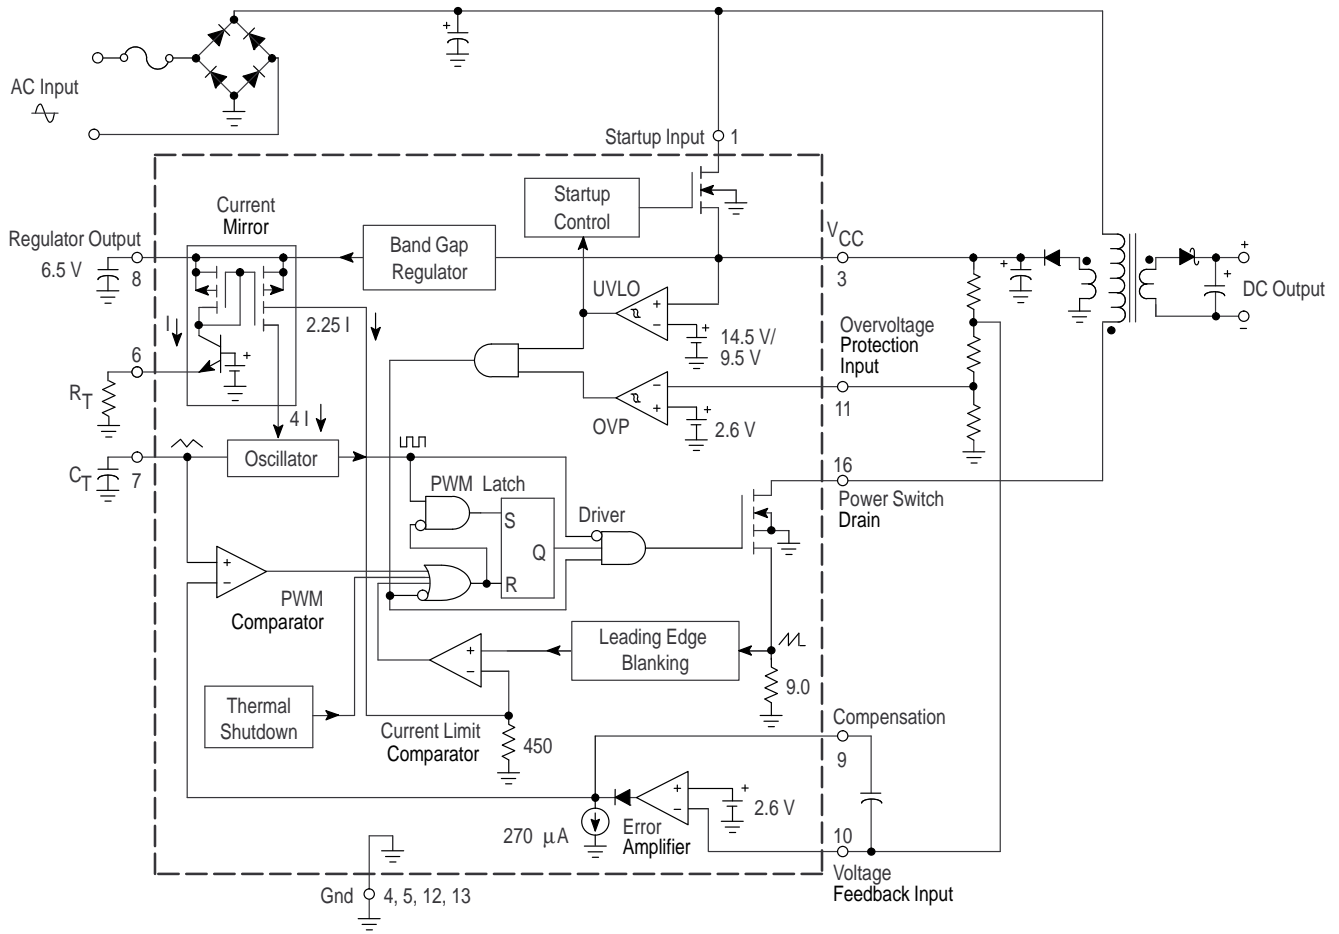 AC Input
Startup Input
1
Current
Mirror
Startup
Control
Regulator Output
6.5 V
8
Band Gap
Regulator
VCC
3
+
DC Output
−
UVLO
I
2.25 I
14.5 V/
9.5 V
Overvoltage
Protection
Input
11
6
RT
4 I
OVP
2.6 V
CT
7
Oscillator
16
Power Switch
Drain
PWM Latch
S
Q
R
Driver
PWM
Comparator
Leading Edge
Blanking
9.0
Thermal
Shutdown
Current Limit
Comparator
450
Compensation
9
270 μA
Error
Amplifier
2.6 V
10
Voltage
Feedback Input
Gnd
4, 5, 12, 13